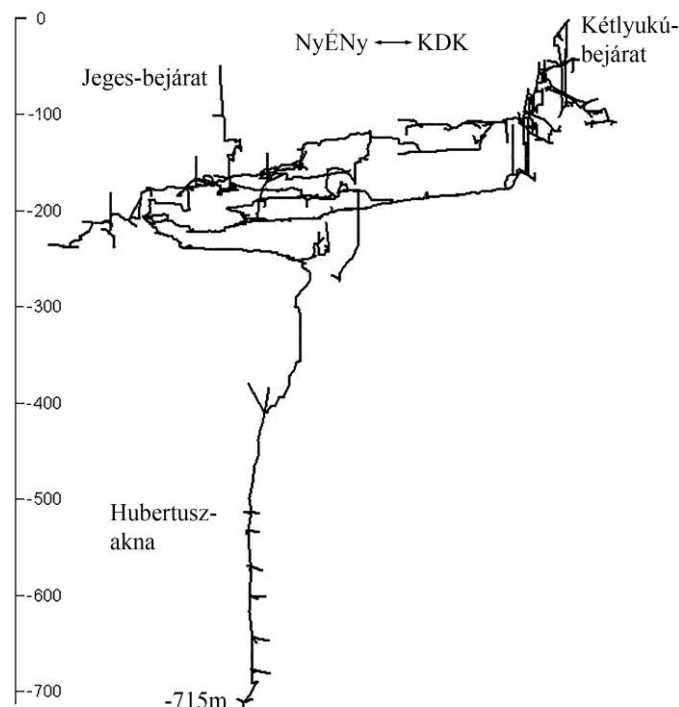 0
Kétlyukú-
bejárat
NyÉNy ⟷ KDK
Jeges-bejárat
-100
-200
-300
-400
-500
Hubertusz-
akna
-600
-700
-715m